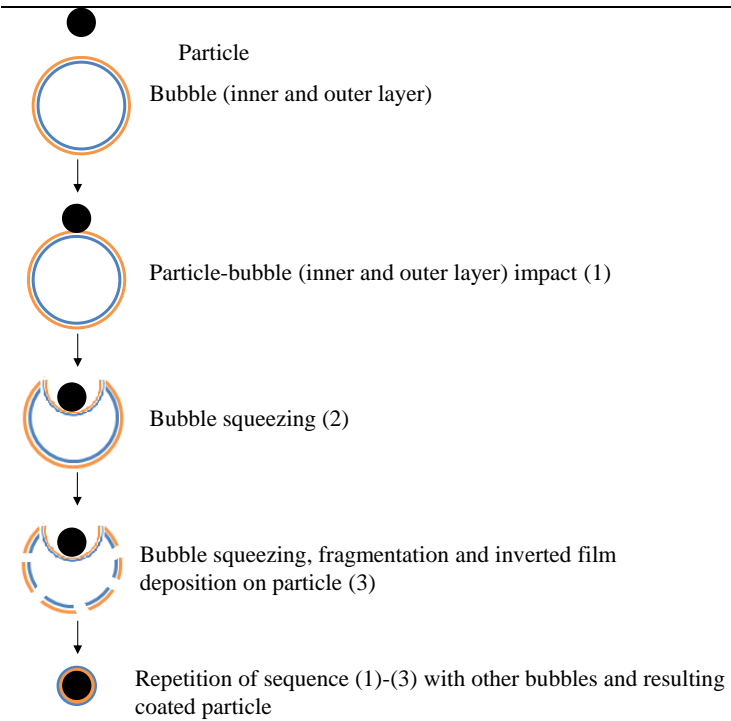 Particle
Bubble (inner and outer layer)
Particle-bubble (inner and outer layer) impact (1)
Bubble squeezing (2)
Bubble squeezing, fragmentation and inverted film
deposition on particle (3)
Repetition of sequence (1)-(3) with other bubbles and resulting
coated particle